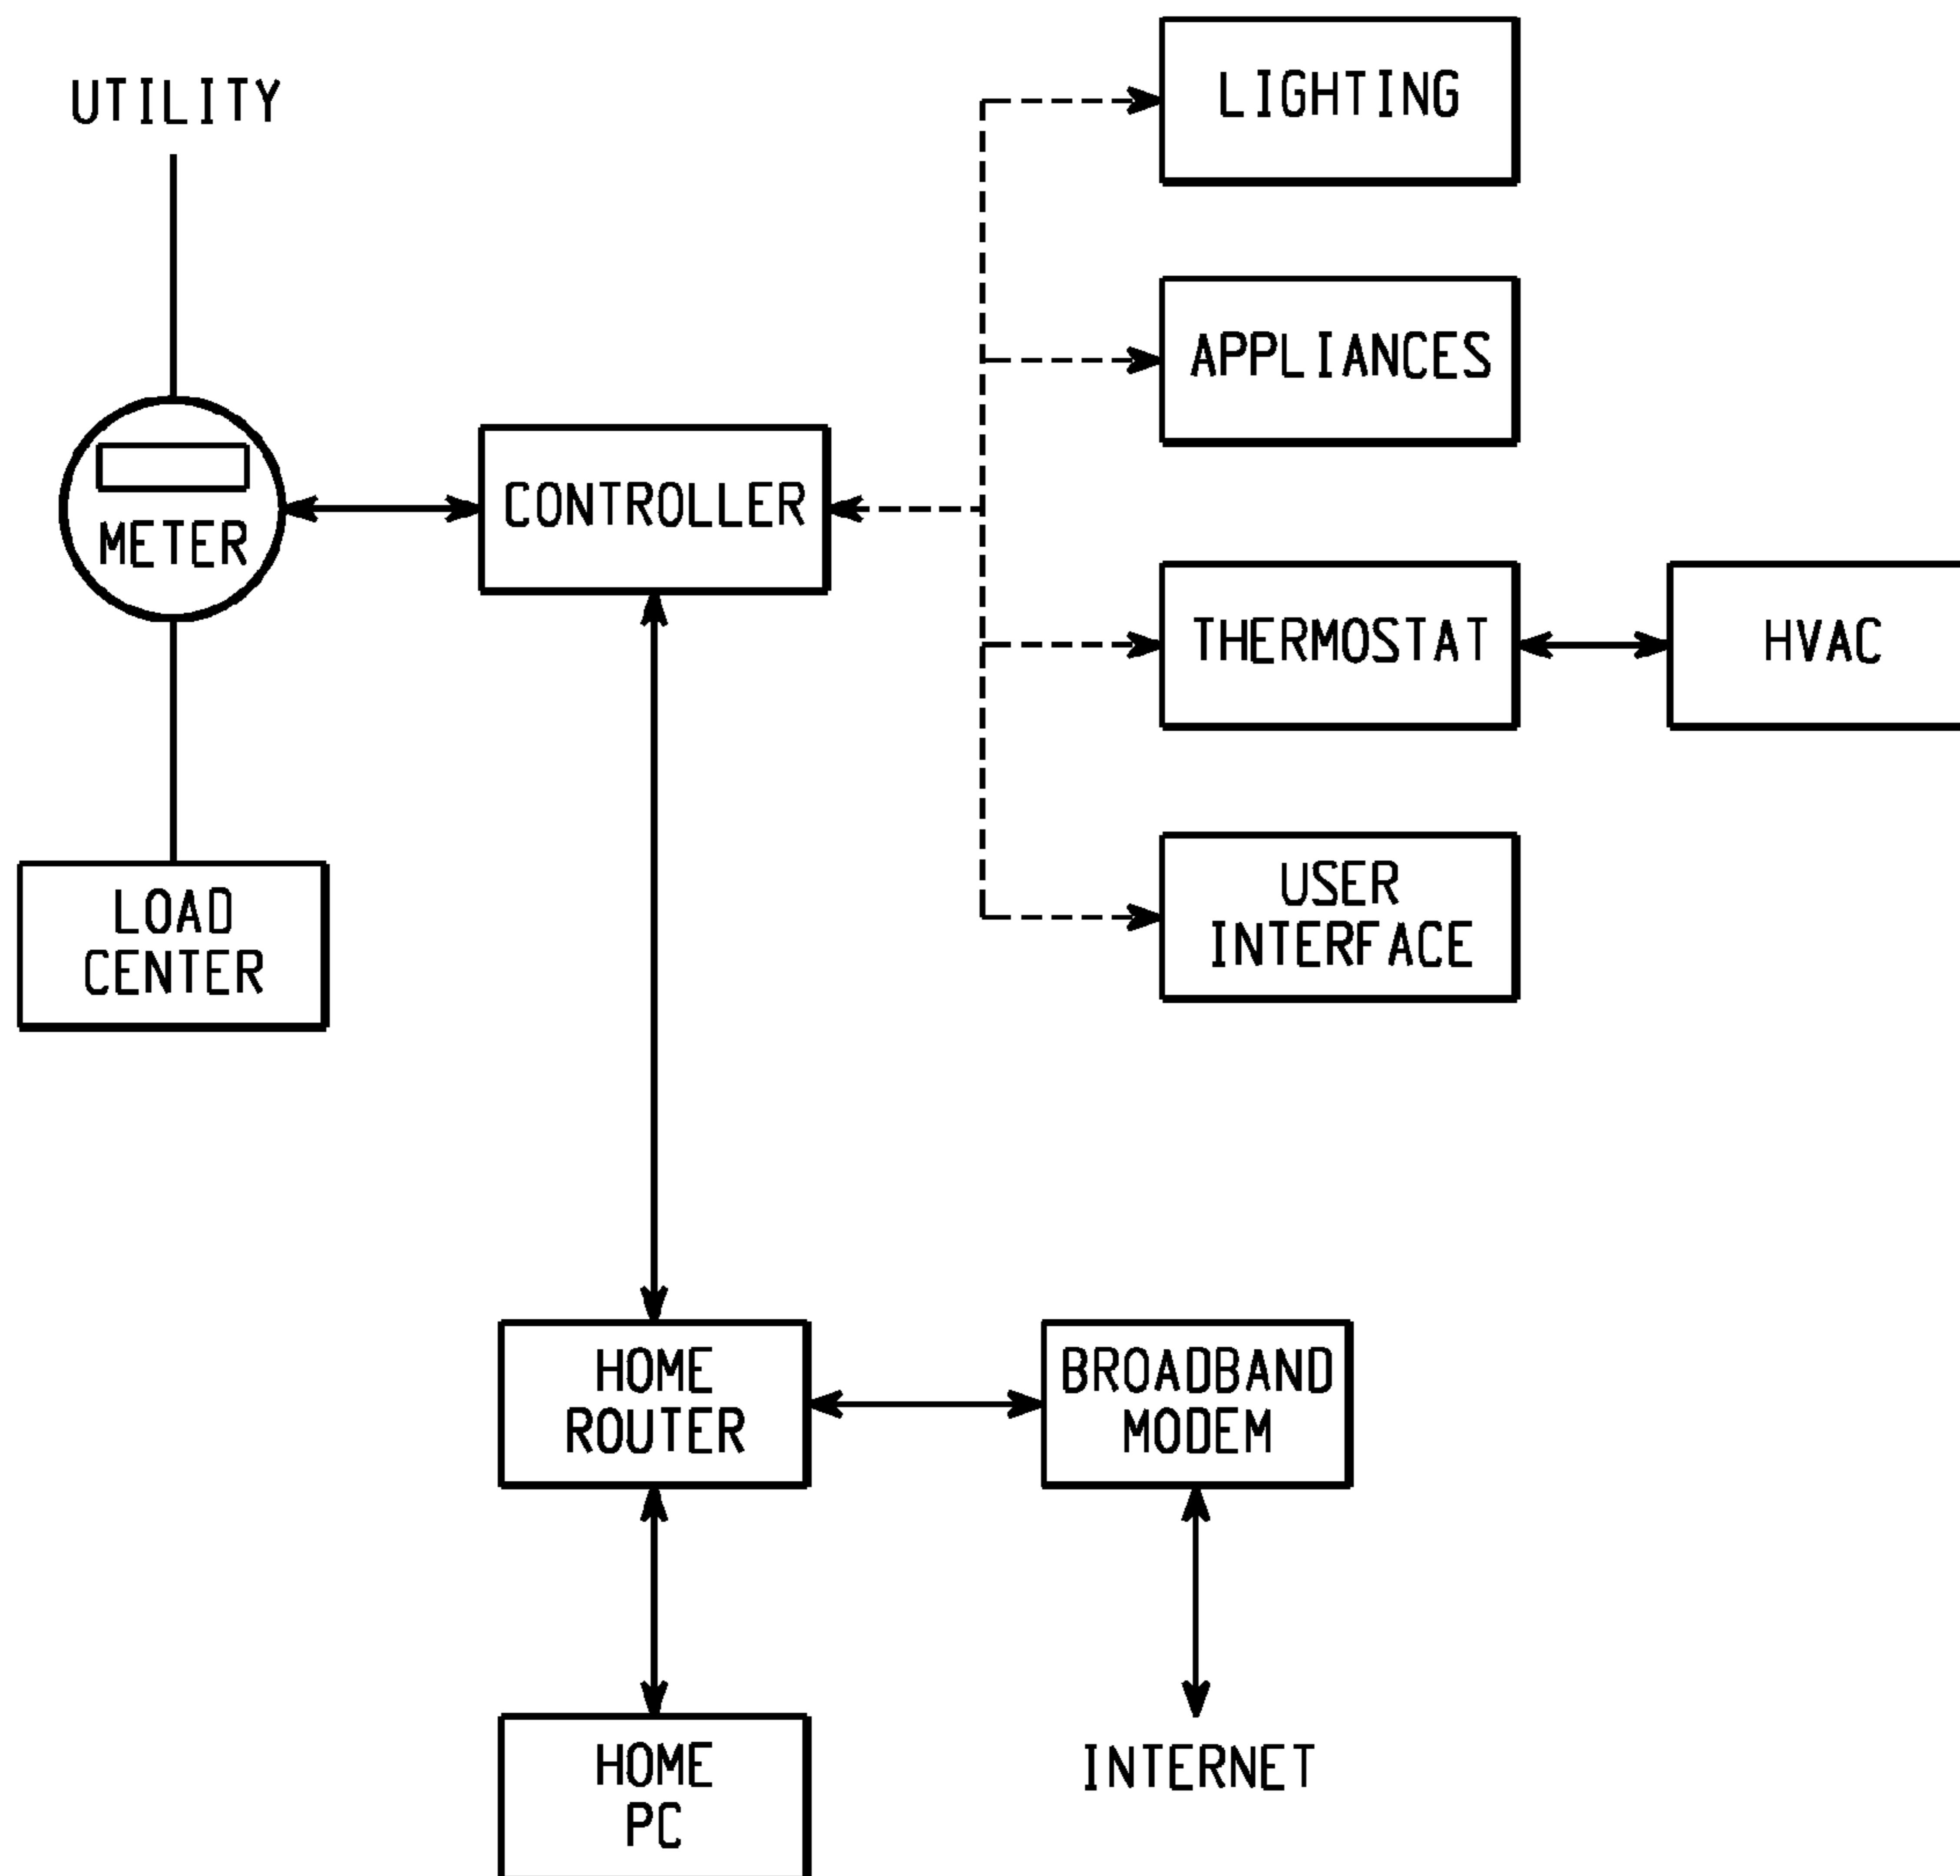 UTILITY
LIGHTING
APPLIANCES
METER
CONTROLLER
THERMOSTAT
HVAC
LOAD
CENTER
USER
INTERFACE
HOME
ROUTER
BROADBAND
MODEM
HOME
PC
INTERNET